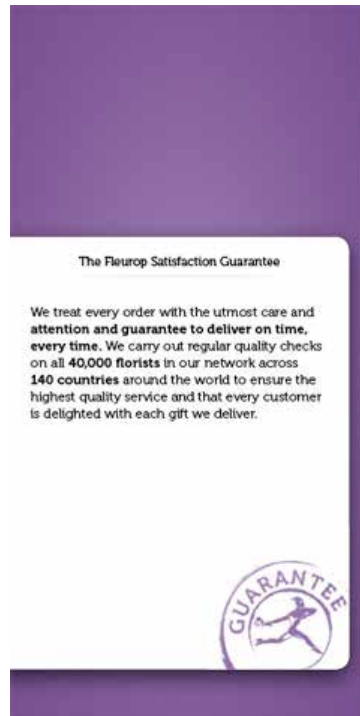 The Fleurop Satisfaction Guarantee
We treat every order with the utmost care and
attention and guarantee to deliver on time,
every time. We carry out regular quality checks
on all 40,000 florists in our network across
140 countries around the world to ensure the
highest quality service and that every customer
is delighted with each gift we deliver.
GUARANTEE